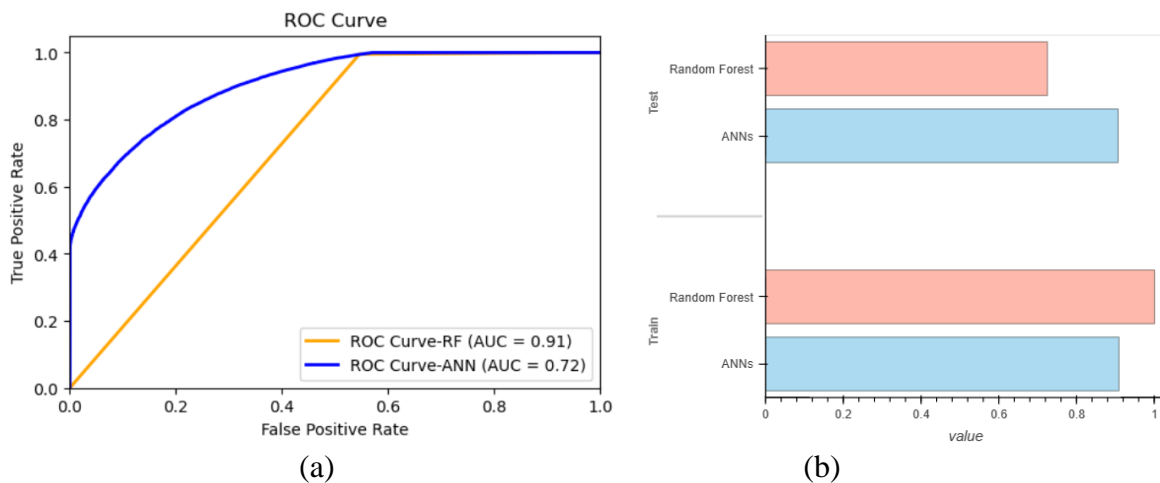 ROC Curve
True Positive Rate
1.0
0.8
0.6
0.4
0.2
0.0
ROC Curve-RF (AUC = 0.91)
ROC Curve-ANN (AUC = 0.72)
0.0 0.2 0.4 0.6 0.8 1.0
False Positive Rate
(a)
Test
Random Forest
ANNs
Train
Random Forest
ANNs
0 0.2 0.4 0.6 0.8 1
value
(b)